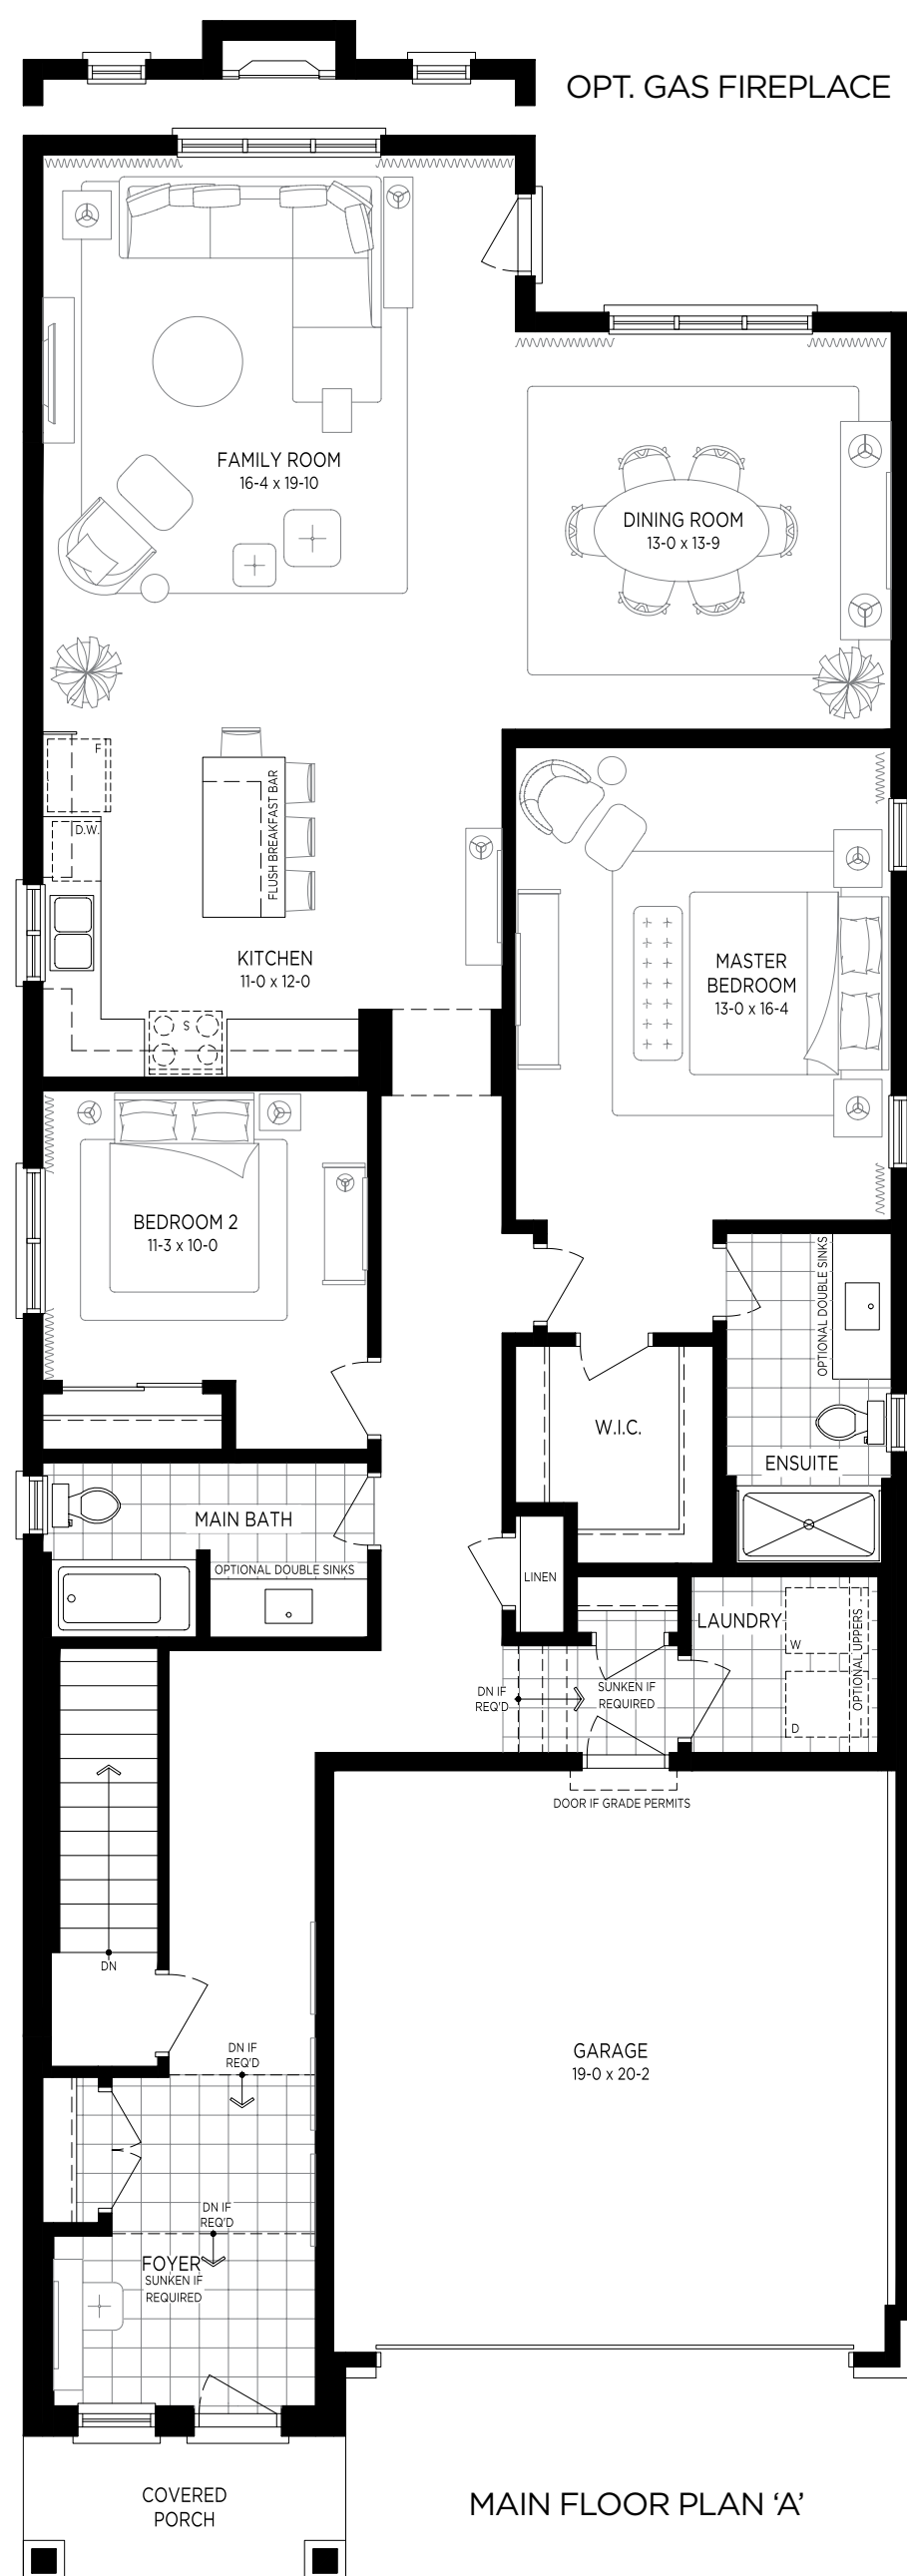 OPT. GAS FIREPLACE
FAMILY ROOM
16-4 x 19-10
DINING ROOM
13-0 x 13-9
F
D.W.
FLUSH BREAKFAST BAR
KITCHEN
11-0 x 12-0
S
MASTER
BEDROOM
13-0 x 16-4
BEDROOM 2
11-3 x 10-0
OPTIONAL DOUBLE SINKS
W.I.C.
ENSUITE
MAIN BATH
OPTIONAL DOUBLE SINKS
LINEN
LAUNDRY
W
OPTIONAL UPPERS
D
DN IF
REQ'D
SUNKEN IF
REQUIRED
DOOR IF GRADE PERMITS
DN
GARAGE
19-0 x 20-2
DN IF
REQ'D
DN IF
REQ'D
FOYER
SUNKEN IF
REQUIRED
COVERED
PORCH
MAIN FLOOR PLAN ‘A’